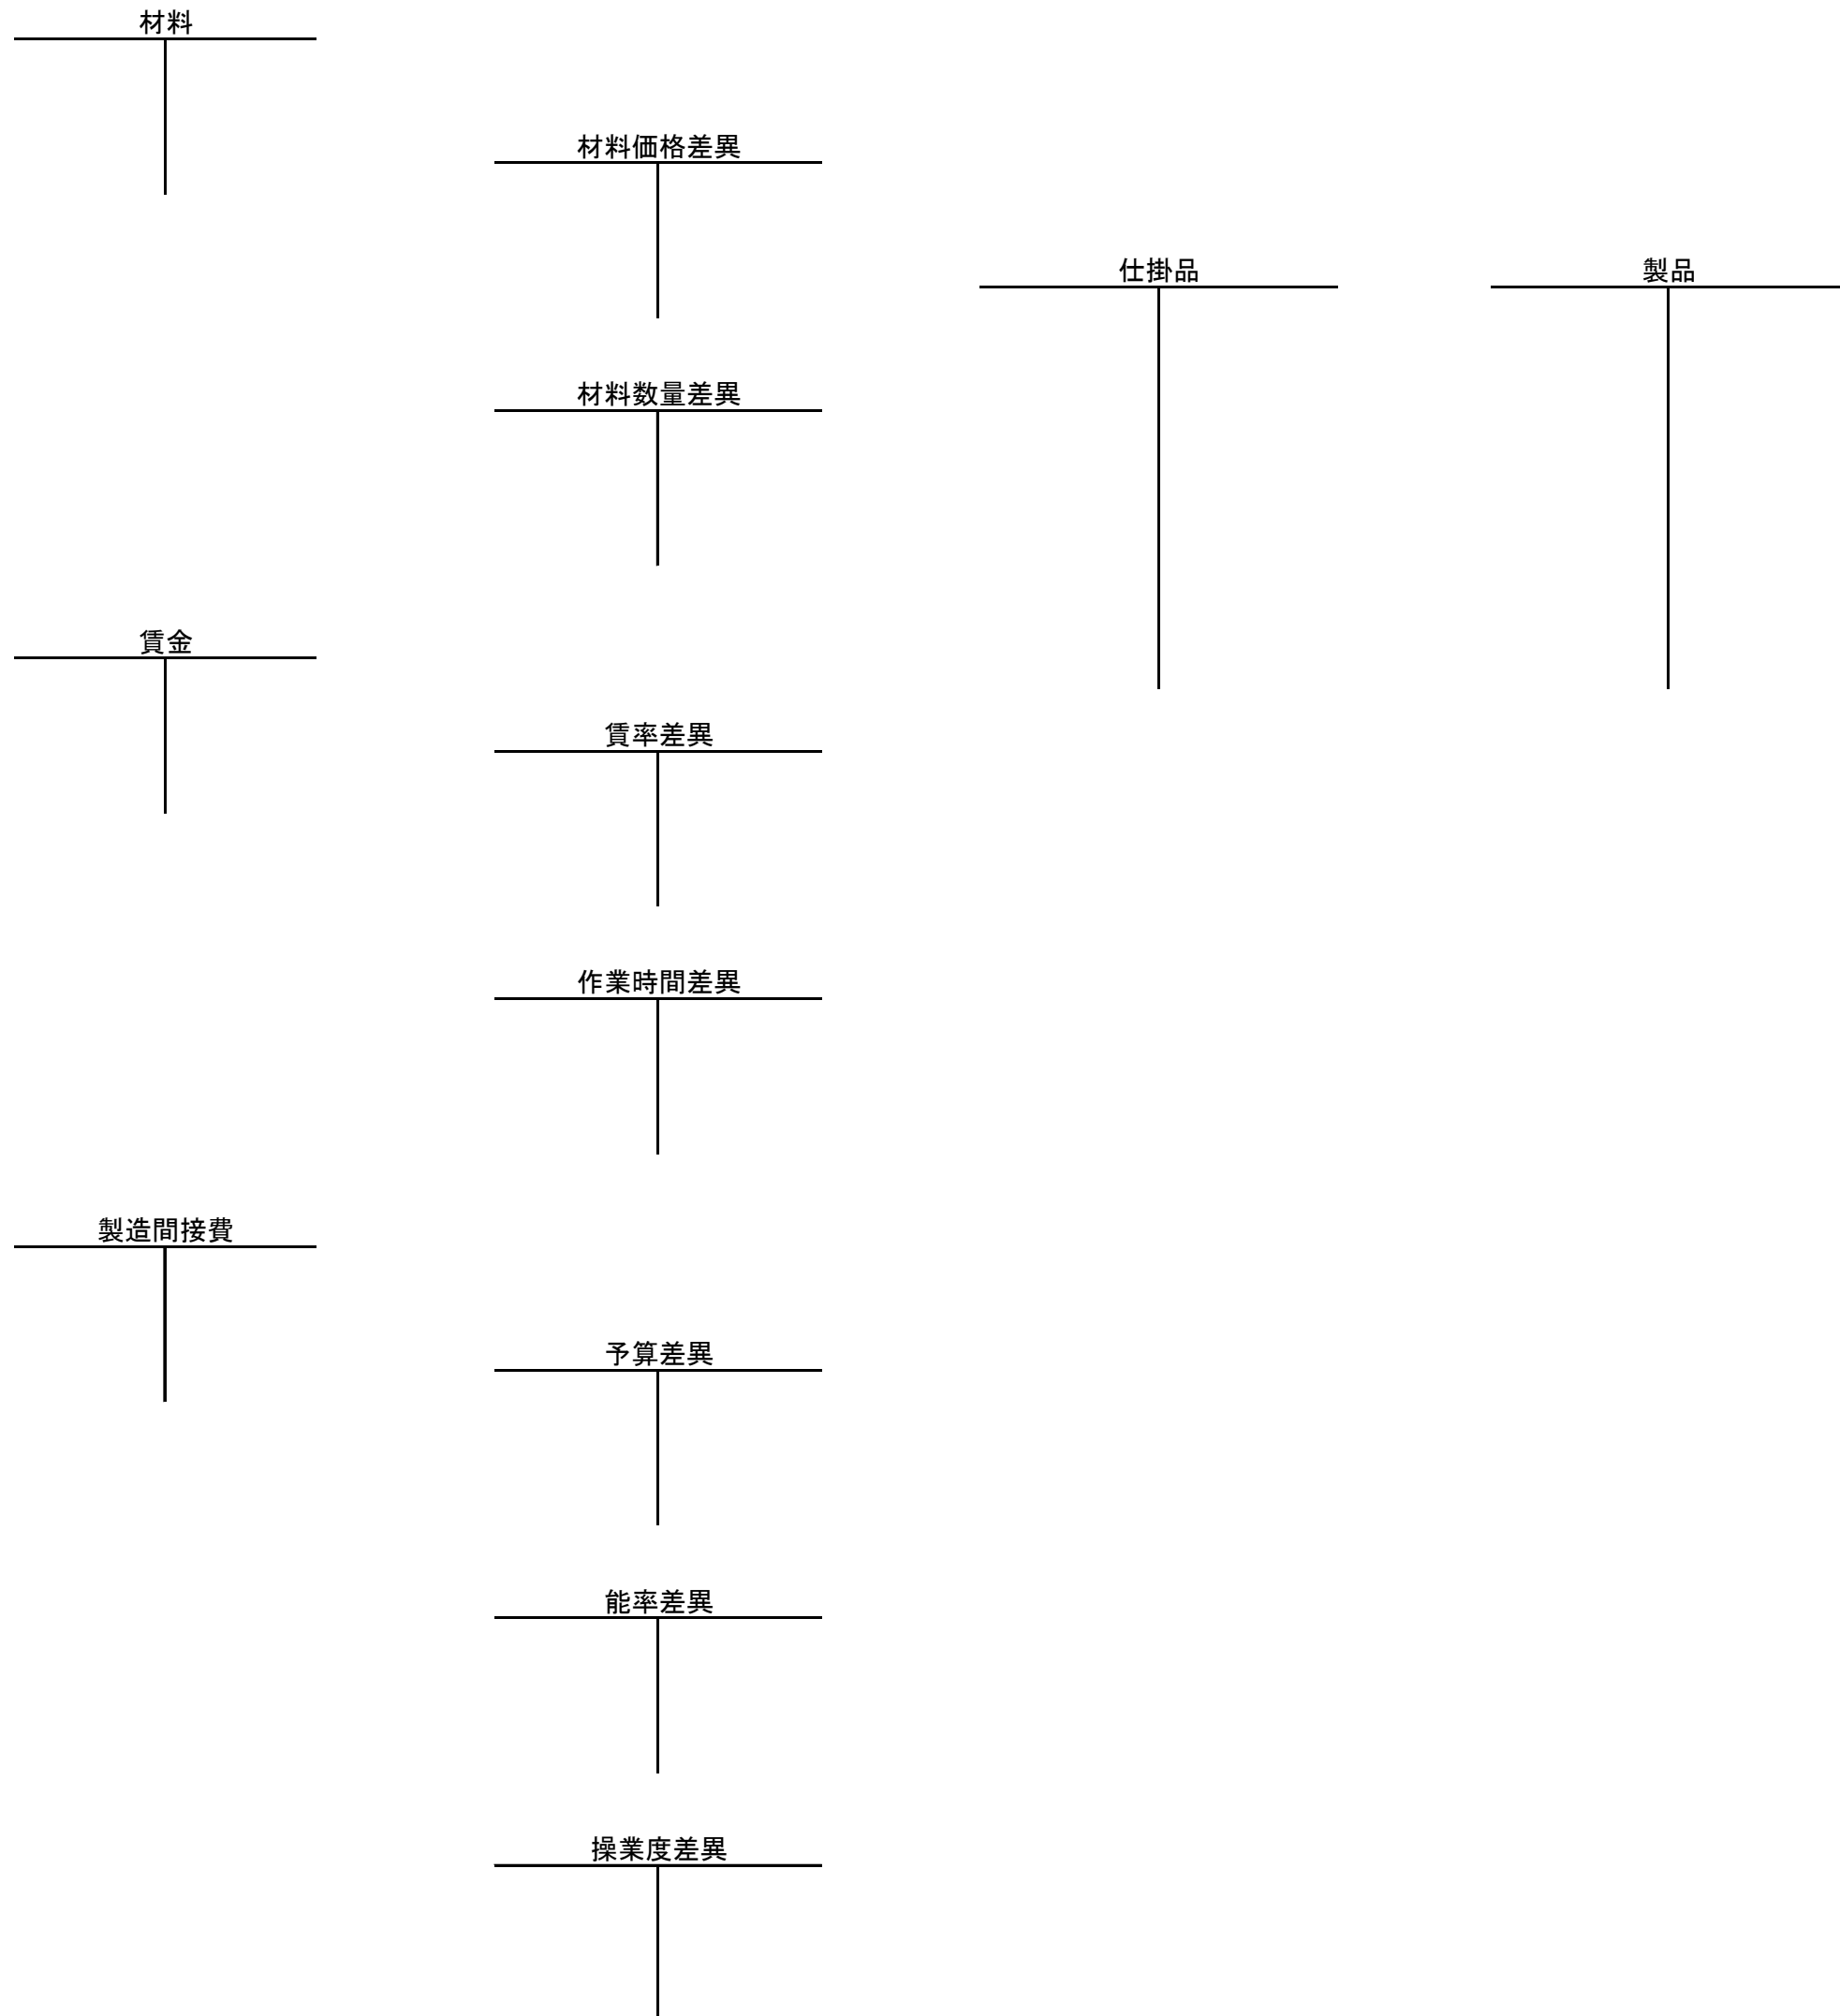 材料
材料価格差異
仕掛品
製品
材料数量差異
賃金
賃率差異
作業時間差異
製造間接費
予算差異
能率差異
操業度差異